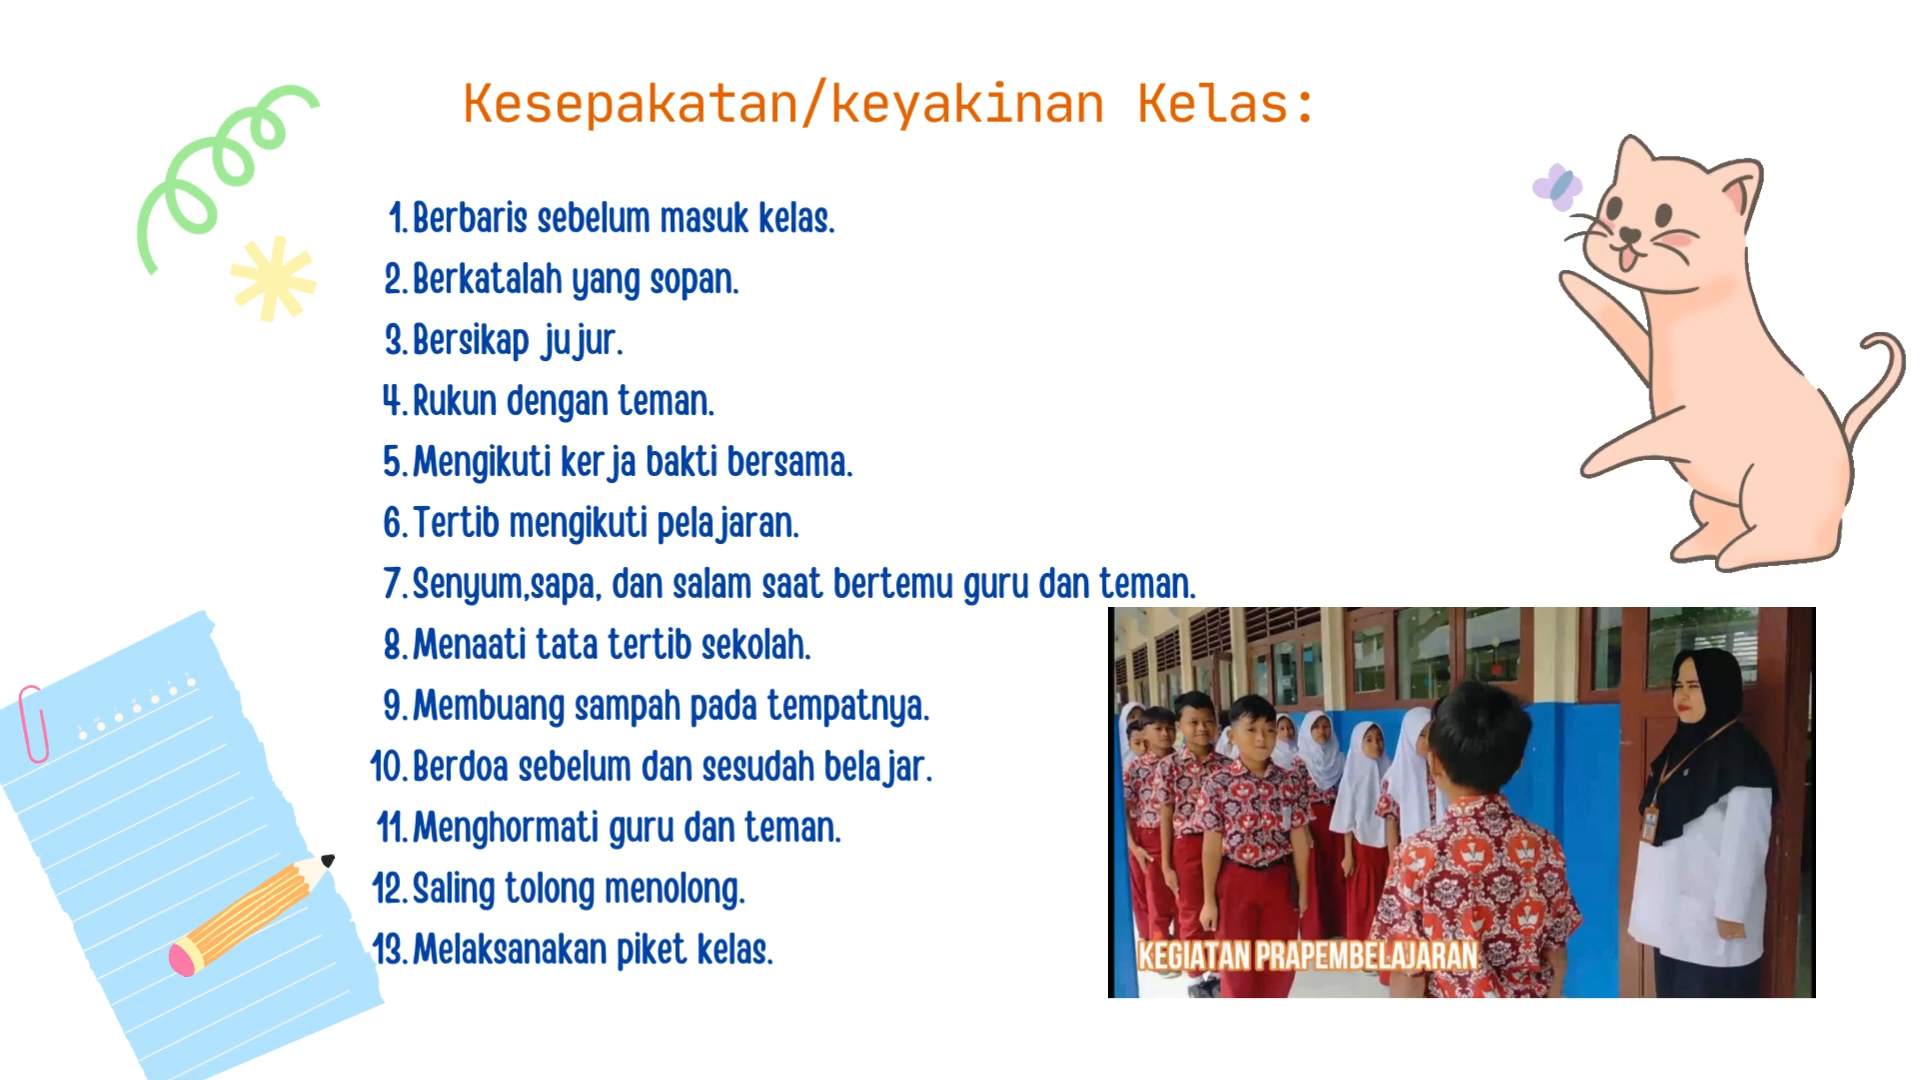 Kesepakatan/keyakinan Kelas:
1. Berbaris sebelum masuk kelas.
2. Berkatalah yang sopan.
3. Bersikap jujur.
4. Rukun dengan teman.
5. Mengikuti kerja bakti bersama.
6. Tertib mengikuti pelajaran.
7. Senyum,sapa, dan salam saat bertemu guru dan teman.
8. Menaati tata tertib sekolah.
9. Membuang sampah pada tempatnya.
10. Berdoa sebelum dan sesudah belajar.
11. Menghormati guru dan teman.
12. Saling tolong menolong.
13. Melaksanakan piket kelas.
KEGIATAN PRAPEMBELAJARAN